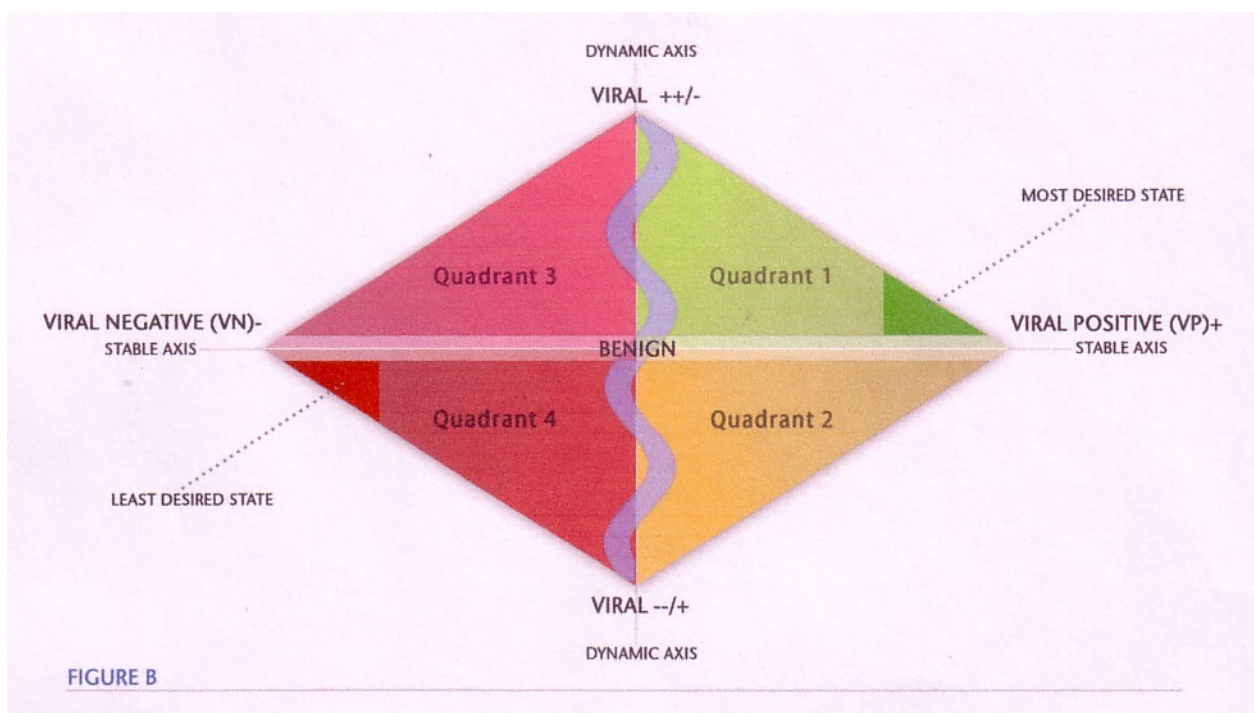 DYNAMIC AXIS
VIRAL ++/-
MOST DESIRED STATE
Quadrant 3
Quadrant 1
VIRAL NEGATIVE (VN)-
STABLE AXIS
BENIGN
VIRAL POSITIVE (VP)+
STABLE AXIS
Quadrant 4
Quadrant 2
LEAST DESIRED STATE
VIRAL --/+
DYNAMIC AXIS
FIGURE B